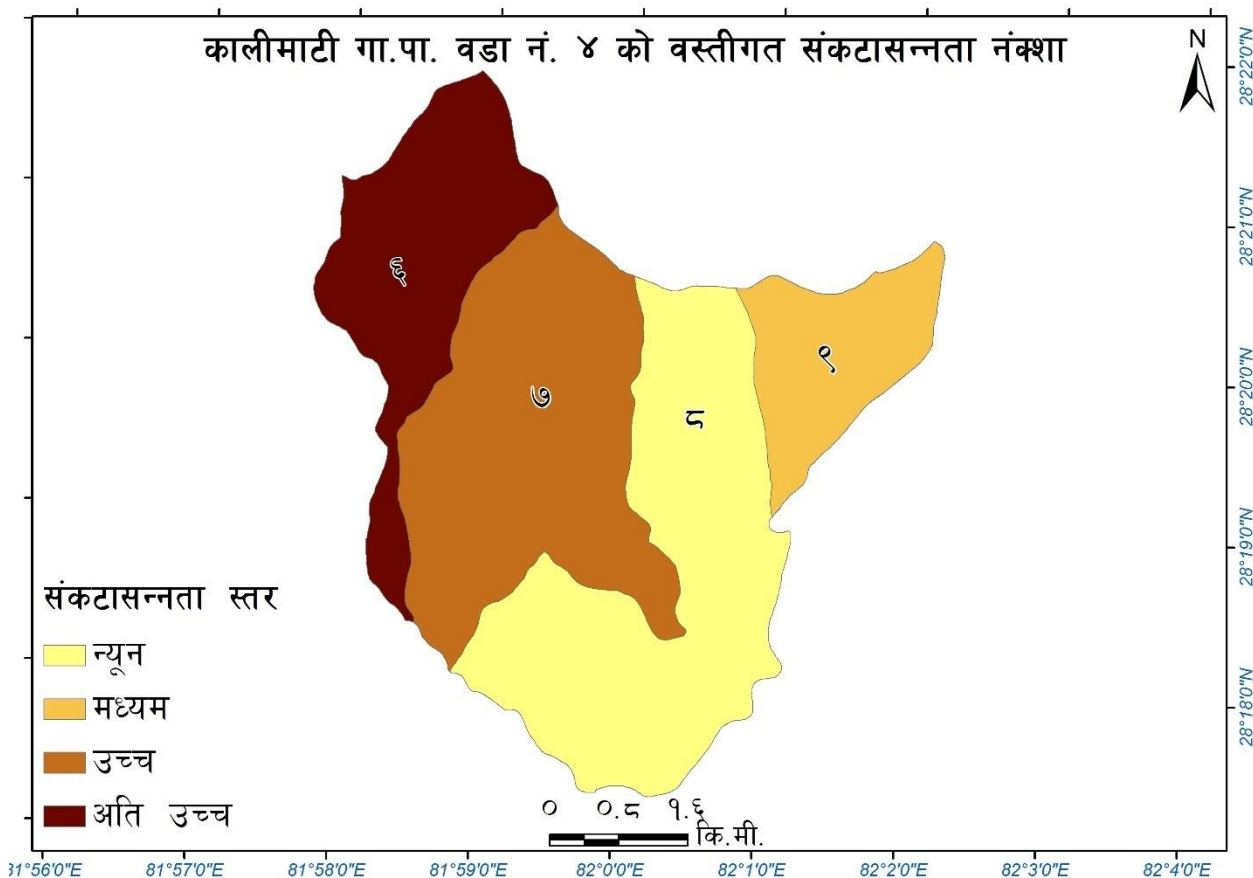 कालीमाटी गा.पा. वडा नं. ४ को वस्तीगत संकटासन्नता नंक्शा
N
28°22'0"N
28°21'0"N
28°20'0"N
28°19'0"N
28°18'0"N
६
७
८
९
संकटासन्नता स्तर
न्यून
मध्यम
उच्च
अति उच्च
० ०.८ १.६
कि.मी.
31°56'0"E 81°57'0"E 81°58'0"E 81°59'0"E 82°0'0"E 82°1'0"E 82°2'0"E 82°3'0"E 82°4'0"E